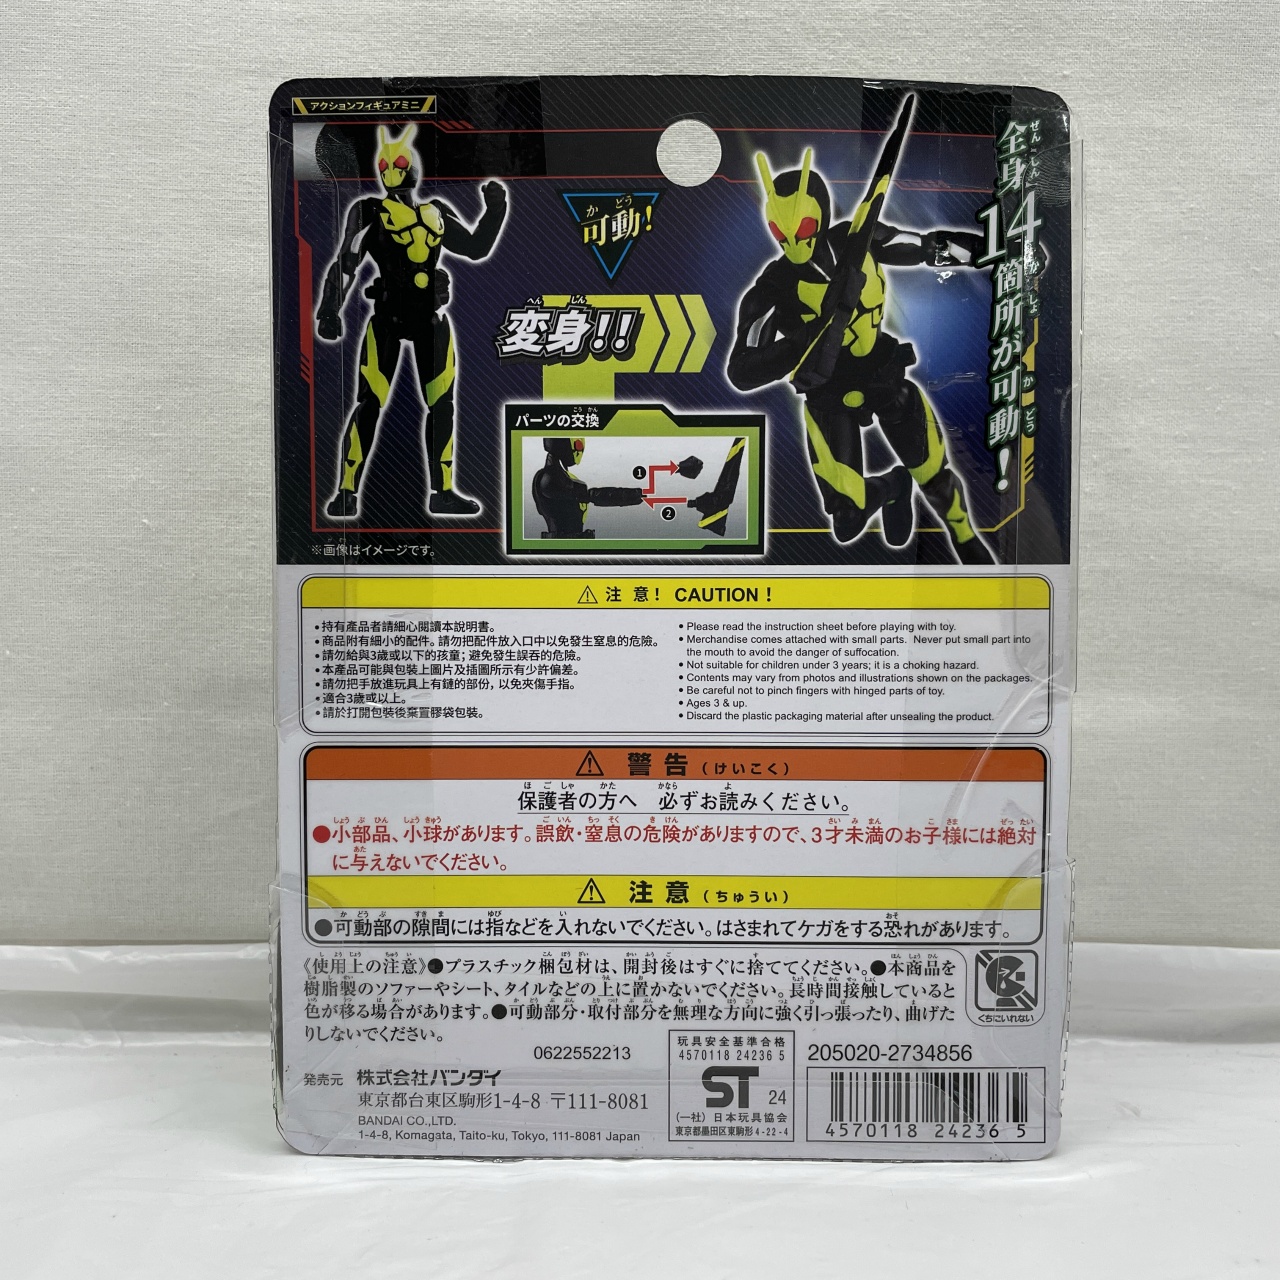 アクションフィギュアミニ
可動!
全身14箇所が可動!
変身!!
パーツの交換
1
2
※画像はイメージです。
注意! CAUTION!
・持有產品者請細心閱讀本說明書。
・商品附有細小的配件。請勿把配件放入口中以免發生窒息的危險。
・請勿給與3歲或以下的孩童；避免發生誤吞的危險。
・本產品可能與包裝上圖片及插圖所示有少許偏差。
・請勿把手放進玩具上有鏈的部份，以免夾傷手指。
・適合3歲或以上。
・請於打開包裝後棄置膠袋包裝。
• Please read the instruction sheet before playing with toy.
• Merchandise comes attached with small parts. Never put small part into
the mouth to avoid the danger of suffocation.
• Not suitable for children under 3 years; it is a choking hazard.
• Contents may vary from photos and illustrations shown on the packages.
• Be careful not to pinch fingers with hinged parts of toy.
• Ages 3 & up.
• Discard the plastic packaging material after unsealing the product.
警告(けいこく)
保護者の方へ 必ずお読みください。
●小部品、小球があります。誤飲・窒息の危険がありますので、3才未満のお子様には絶対
に与えないでください。
注意(ちゅうい)
●可動部の隙間には指などを入れないでください。はさまれてケガをする恐れがあります。
《使用上の注意》●プラスチック梱包材は、開封後はすぐに捨ててください。●本商品を
樹脂製のソファーやシート、タイルなどの上に置かないでください。長時間接触していると
色が移る場合があります。●可動部分・取付部分を無理な方向に強く引っ張ったり、曲げた
りしないでください。
くちにいれない
0622552213
発売元 株式会社バンダイ
東京都台東区駒形1-4-8 〒111-8081
BANDAI CO.,LTD.
1-4-8, Komagata, Taito-ku, Tokyo, 111-8081 Japan
玩具安全基準合格
4570118 24236 5
ST 24
(一社)日本玩具協会
東京都墨田区東駒形4-22-4
205020-2734856
4570118 24236 5